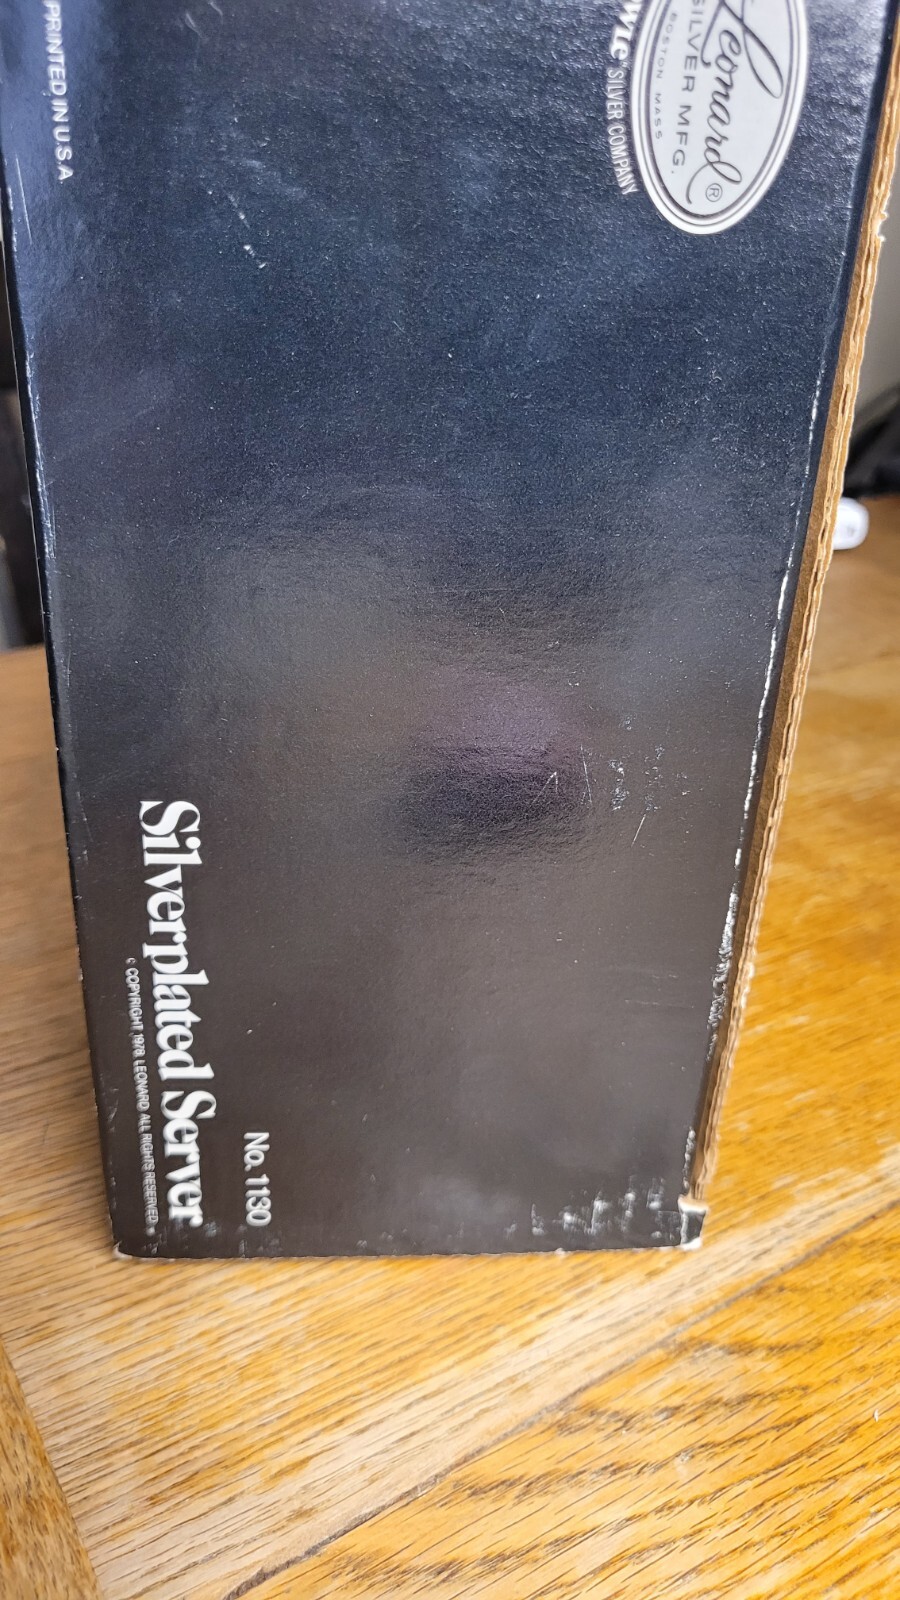 Leonard®
SILVER MFG.
BOSTON MASS
SILVER COMPANY
No. 1130
Silverplated Server
© COPYRIGHT 1978 LEONARD ALL RIGHTS RESERVED
PRINTED IN U.S.A.